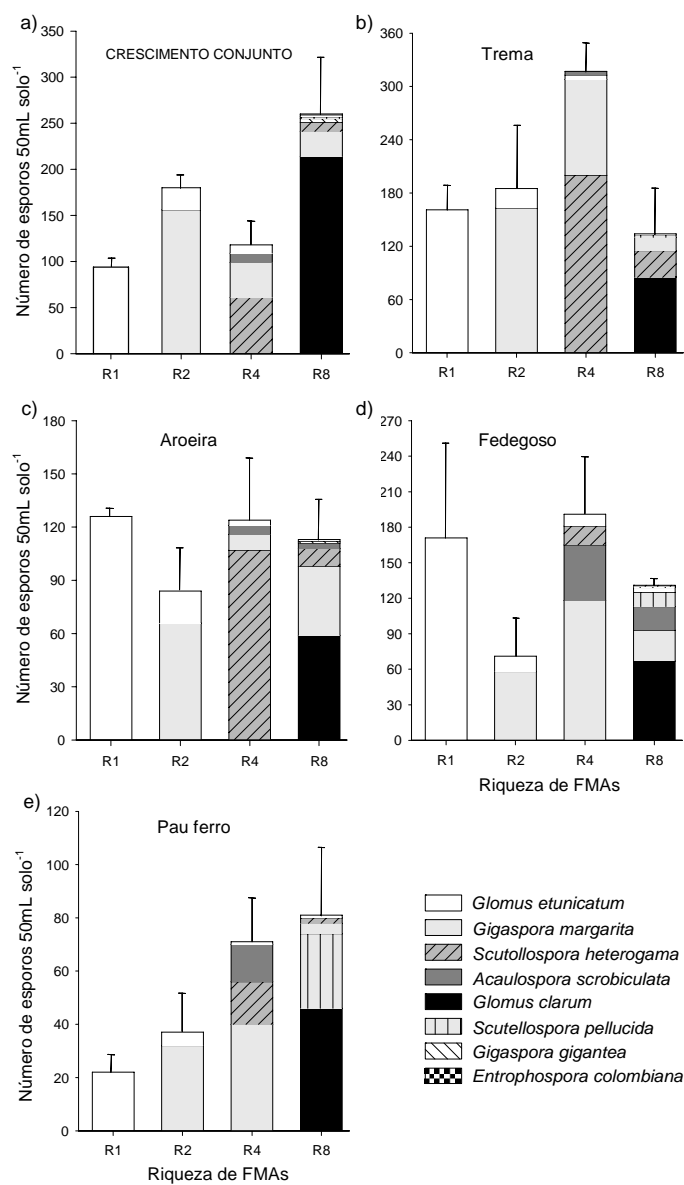 a)
CRESCIMENTO CONJUNTO
Número de esporos 50mL solo⁻¹
350
300
250
200
150
100
50
0
R1 R2 R4 R8
b)
Trema
360
300
240
180
120
60
0
R1 R2 R4 R8
c)
Aroeira
Número de esporos 50mL solo⁻¹
180
150
120
90
60
30
0
R1 R2 R4 R8
d)
Fedegoso
270
240
210
180
150
120
90
60
30
0
R1 R2 R4 R8
Riqueza de FMAs
e)
Pau ferro
Número de esporos 50mL solo⁻¹
120
100
80
60
40
20
0
R1 R2 R4 R8
Riqueza de FMAs
Glomus etunicatum
Gigaspora margarita
Scutollospora heterogama
Acaulospora scrobiculata
Glomus clarum
Scutellospora pellucida
Gigaspora gigantea
Entrophospora colombiana